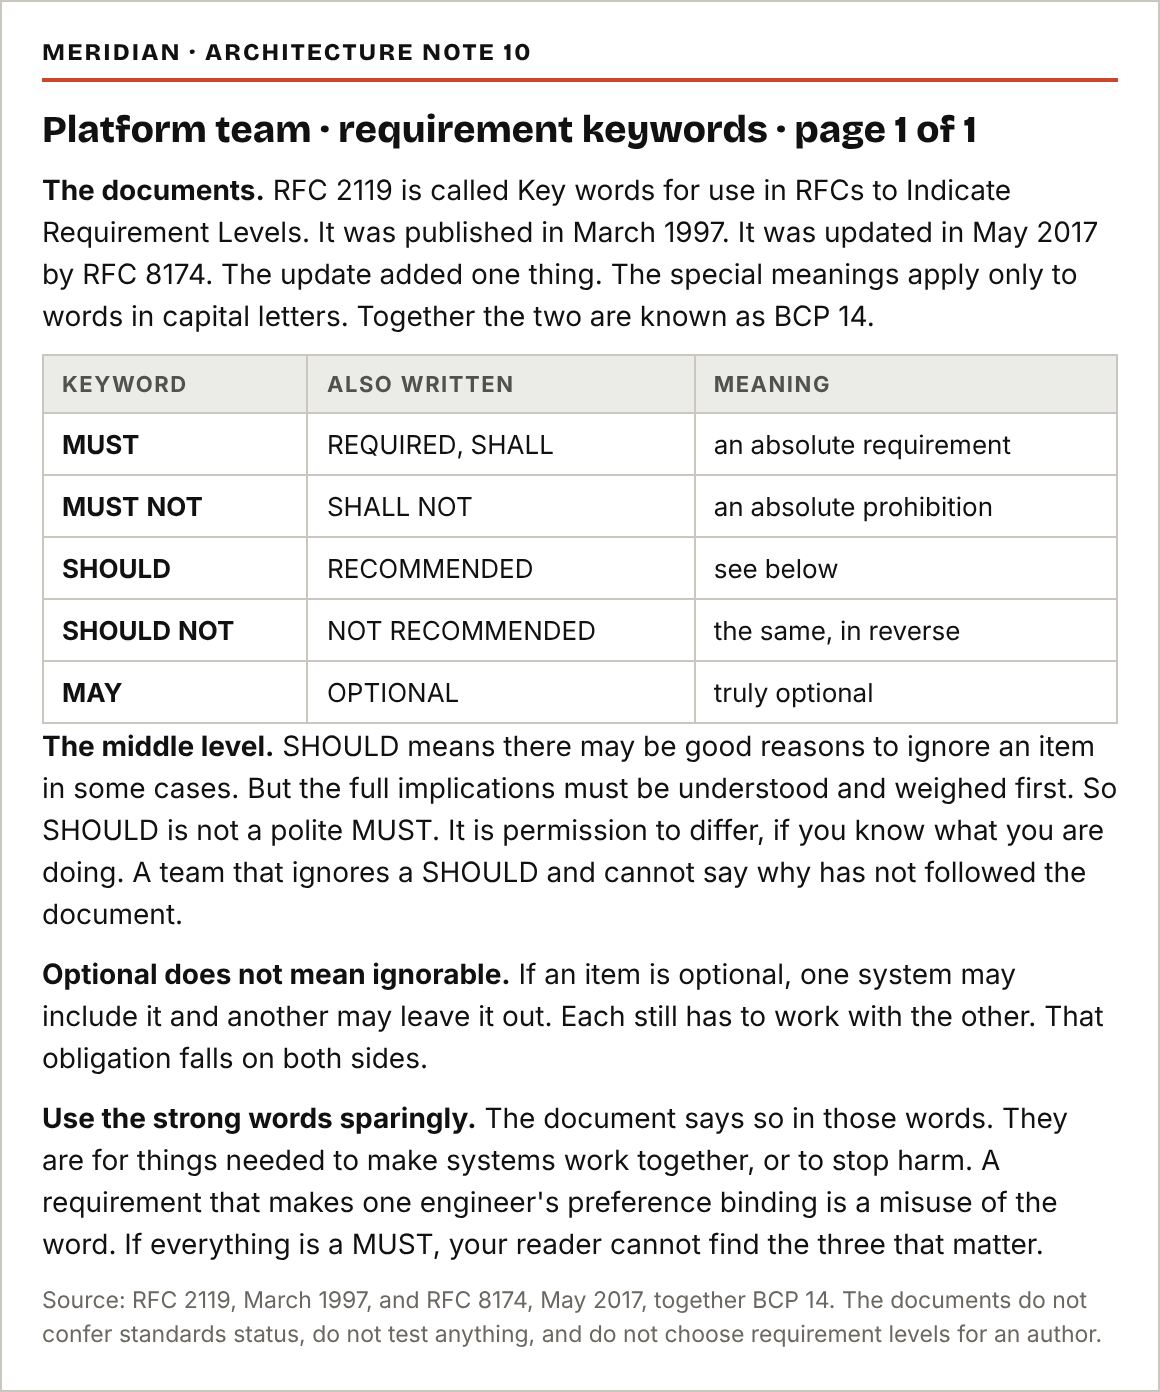 MERIDIAN · ARCHITECTURE NOTE 10
Platform team · requirement keywords · page 1 of 1
The documents. RFC 2119 is called Key words for use in RFCs to Indicate
Requirement Levels. It was published in March 1997. It was updated in May 2017
by RFC 8174. The update added one thing. The special meanings apply only to
words in capital letters. Together the two are known as BCP 14.
KEYWORD ALSO WRITTEN MEANING
MUST REQUIRED, SHALL an absolute requirement
MUST NOT SHALL NOT an absolute prohibition
SHOULD RECOMMENDED see below
SHOULD NOT NOT RECOMMENDED the same, in reverse
MAY OPTIONAL truly optional
The middle level. SHOULD means there may be good reasons to ignore an item
in some cases. But the full implications must be understood and weighed first. So
SHOULD is not a polite MUST. It is permission to differ, if you know what you are
doing. A team that ignores a SHOULD and cannot say why has not followed the
document.
Optional does not mean ignorable. If an item is optional, one system may
include it and another may leave it out. Each still has to work with the other. That
obligation falls on both sides.
Use the strong words sparingly. The document says so in those words. They
are for things needed to make systems work together, or to stop harm. A
requirement that makes one engineer's preference binding is a misuse of the
word. If everything is a MUST, your reader cannot find the three that matter.
Source: RFC 2119, March 1997, and RFC 8174, May 2017, together BCP 14. The documents do not
confer standards status, do not test anything, and do not choose requirement levels for an author.